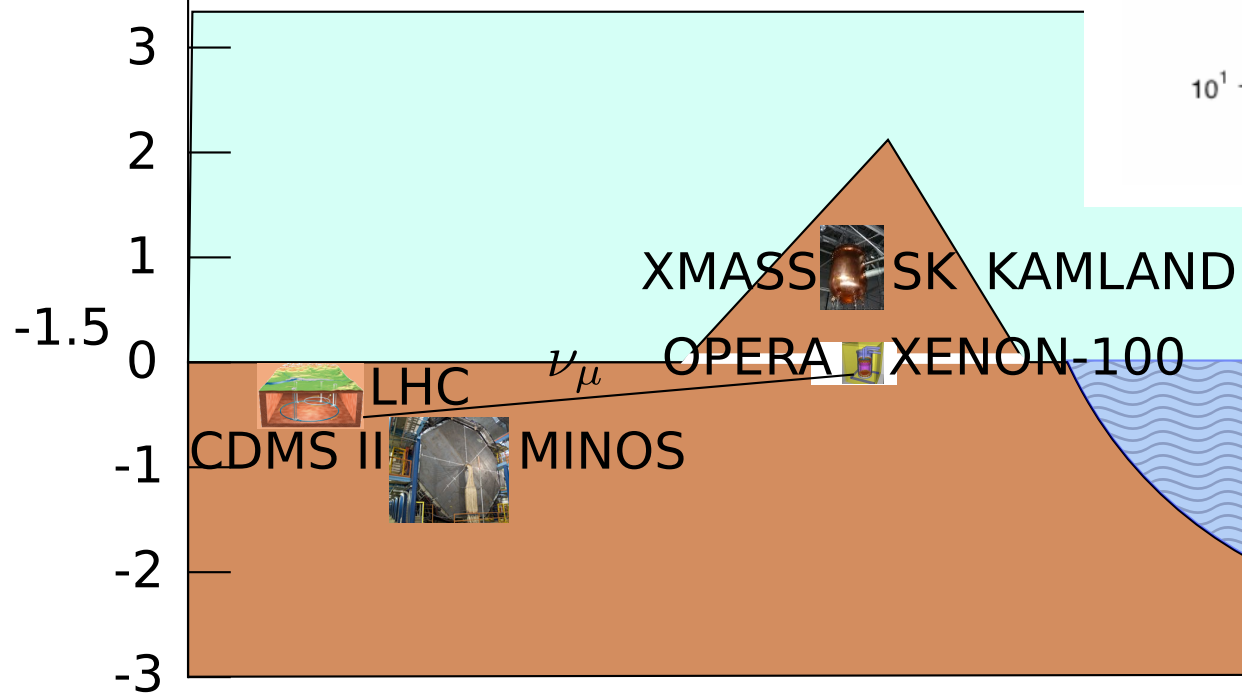 3
10¹
2
1
XMASS SK KAMLAND
-1.5
0
OPERA XENON-100
νμ
LHC
CDMS II MINOS
-1
-2
-3